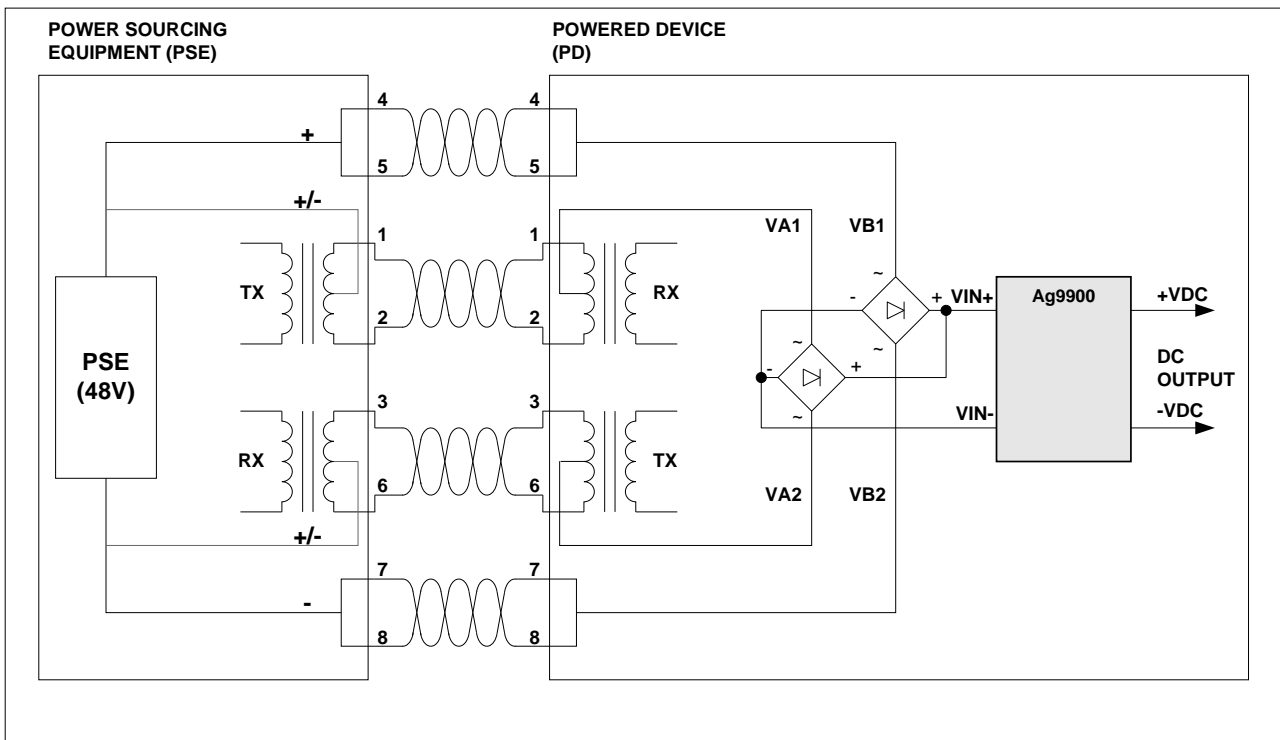 POWER SOURCING
EQUIPMENT (PSE)
POWERED DEVICE
(PD)
4
4
+
5
5
+/-
VA1
VB1
1
1
~
TX
RX
-
+
VIN+
Ag9900
+VDC
2
2
~
~
PSE
(48V)
-
+
DC
OUTPUT
3
3
~
VIN-
-VDC
RX
TX
6
6
VA2
VB2
+/-
7
7
-
8
8